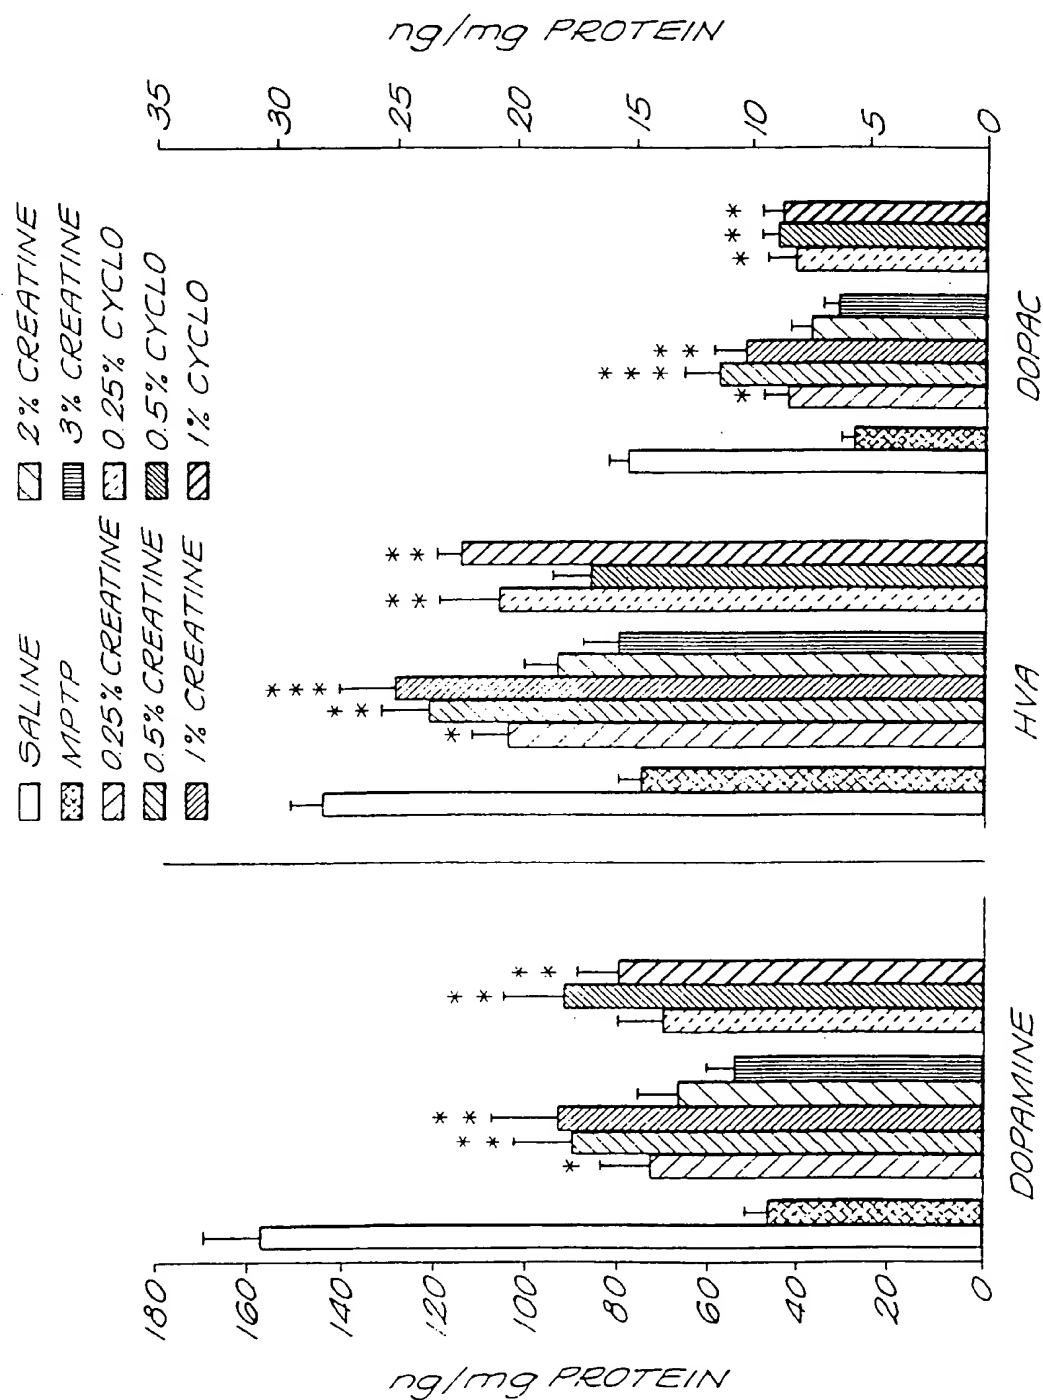 SALINE
MPTP
0.25% CREATINE
0.5% CREATINE
1% CREATINE
2% CREATINE
3% CREATINE
0.25% CYCLO
0.5% CYCLO
1% CYCLO
ng/mg PROTEIN
180
160
140
120
100
80
60
40
20
0
ng/mg PROTEIN
35
30
25
20
15
10
5
0
* * * * *
* * * *
* * * * * *
* * * *
* * * * * *
* * *
DOPAMINE
HVA
DOPAC